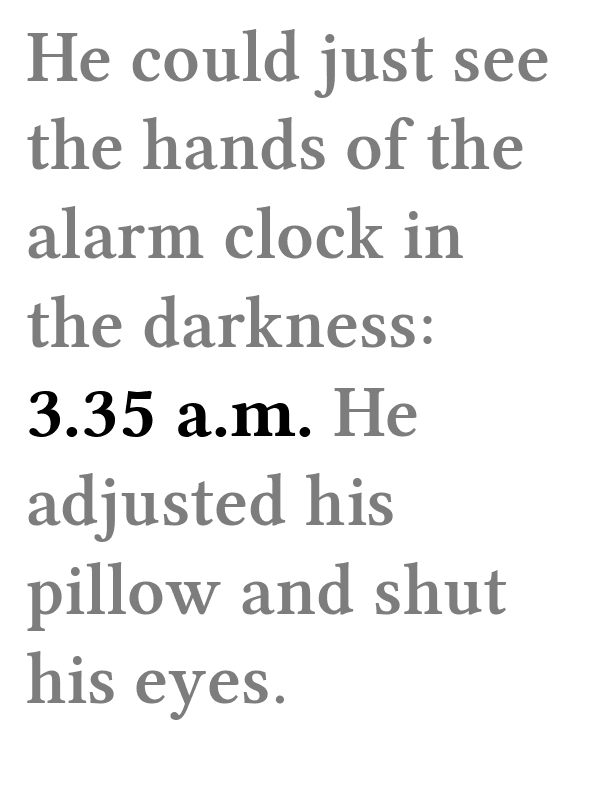 He could just see
the hands of the
alarm clock in
the darkness:
3.35 a.m. He
adjusted his
pillow and shut
his eyes.